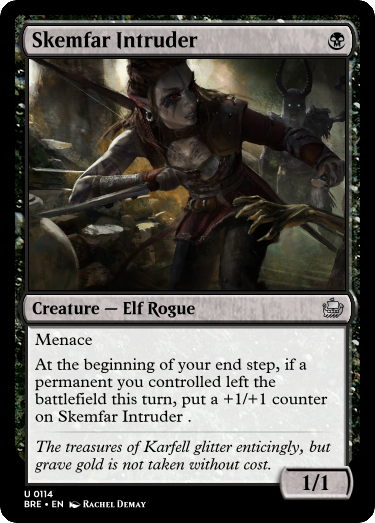 Skemfar Intruder
Creature — Elf Rogue
Menace
At the beginning of your end step, if a
permanent you controlled left the
battlefield this turn, put a +1/+1 counter
on Skemfar Intruder .
The treasures of Karfell glitter enticingly, but
grave gold is not taken without cost.
1/1
U 0114
BRE • EN Rachel Demay